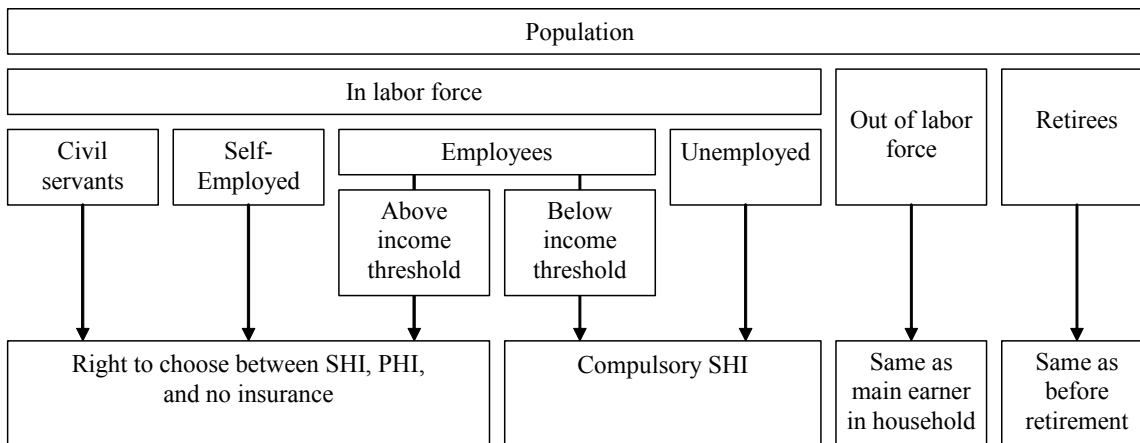 Population
In labor force
Out of labor
force
Retirees
Civil
servants
Self-
Employed
Employees
Unemployed
Above
income
threshold
Below
income
threshold
Right to choose between SHI, PHI,
and no insurance
Compulsory SHI
Same as
main earner
in household
Same as
before
retirement